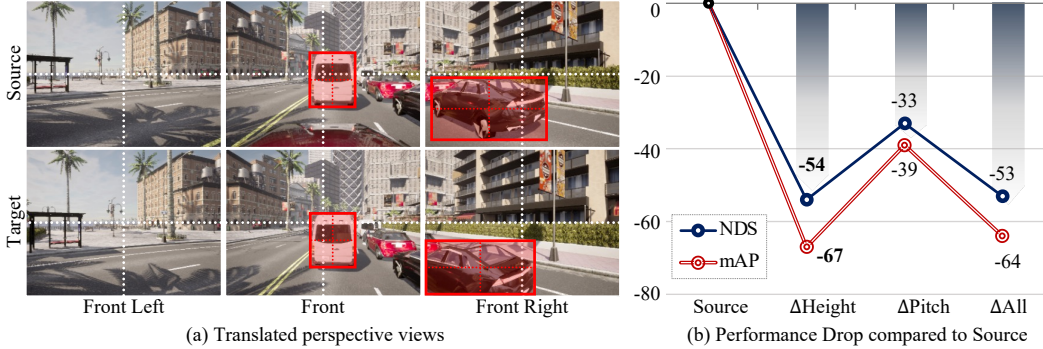 Source
Target
Front Left
Front
Front Right
(a) Translated perspective views
0
-20
-40
-60
-80
-54
-67
-33
-39
-53
-64
NDS
mAP
Source
ΔHeight
ΔPitch
ΔAll
(b) Performance Drop compared to Source